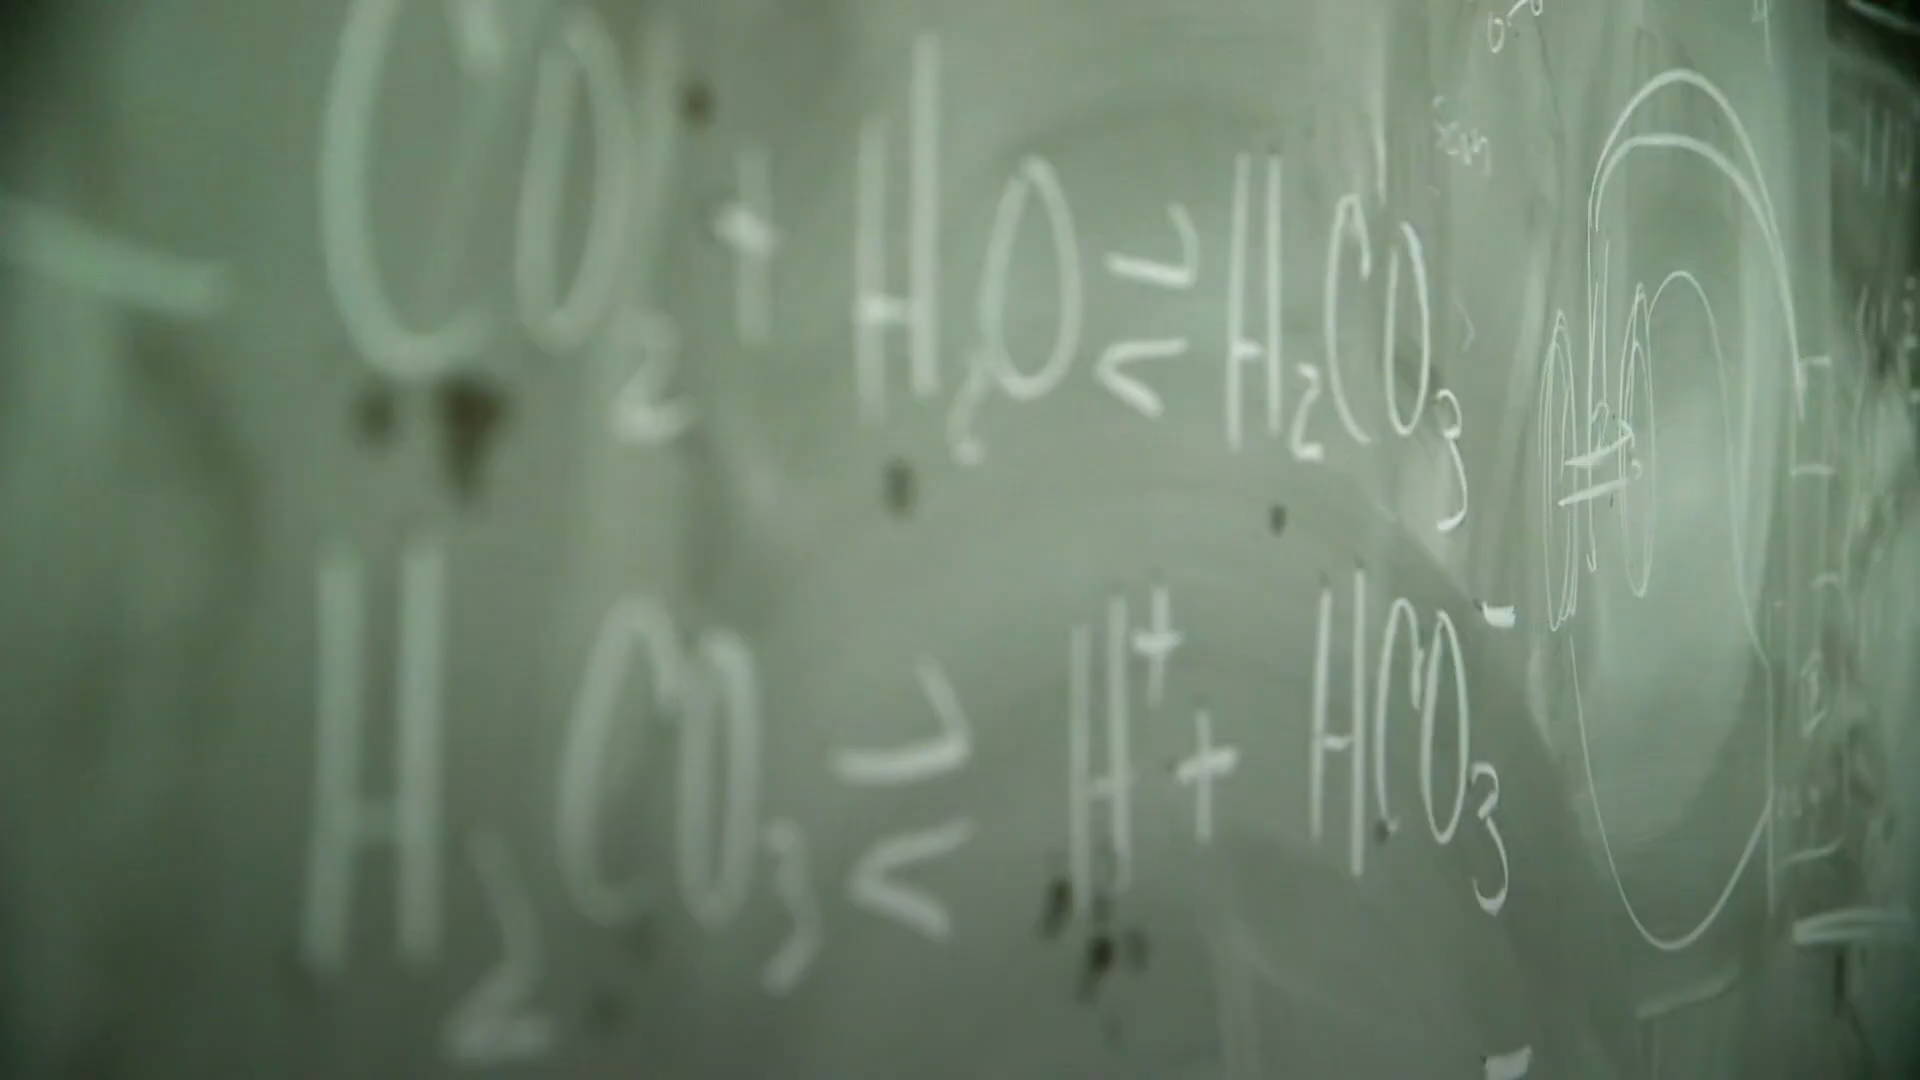 CO₂ + H₂O ⇌ H₂CO₃
H₂CO₃ ⇌ H⁺ + HCO₃⁻